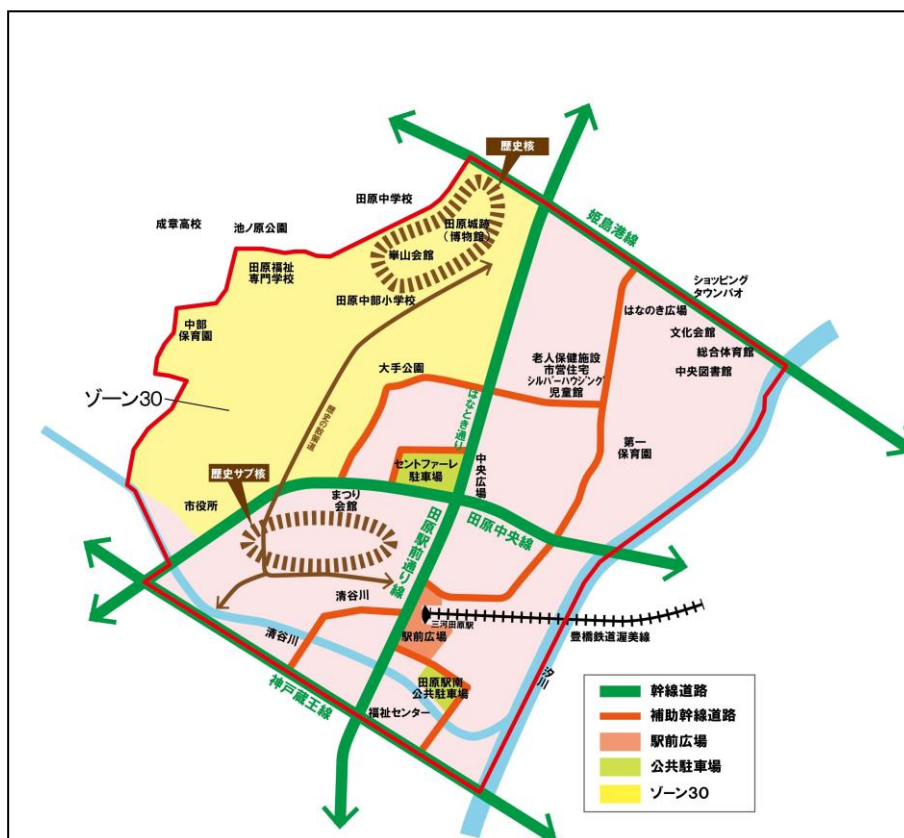 歴史核
田原中学校
成章高校
池ノ原公園
田原城跡
(博物館)
崋山会館
姫島港線
田原福祉
専門学校
田原中部小学校
ショッピング
タウンパオ
はなのき広場
文化会館
総合体育館
中央図書館
中部
保育園
大手公園
老人保健施設
市営住宅
シルバーハウジング
児童館
ゾーン30
歴史の散策道
はなとき通り
第一
保育園
セントファーレ
駐車場
中央広場
歴史サブ核
市役所
まつり
会館
田原中央線
田原駅前通り線
清谷川
三河田原駅
駅前広場
豊橋鉄道渥美線
清谷川
汐川
田原駅南
公共駐車場
神戸蔵王線
福祉センター
幹線道路
補助幹線道路
駅前広場
公共駐車場
ゾーン30